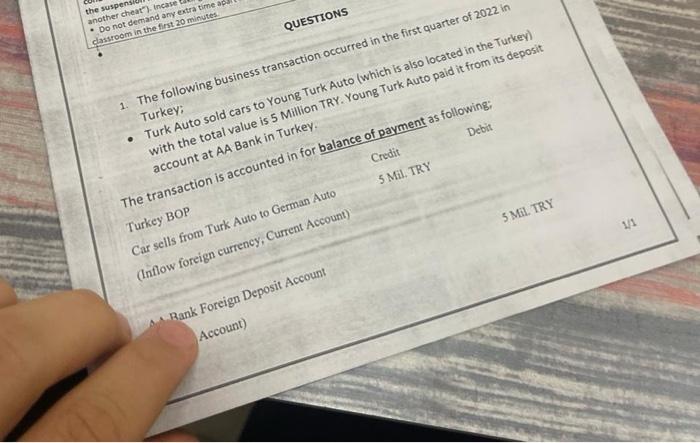 the suspension
another cheat"). Incase
• Do not demand any extra time
classroom in the first 20 minutes.
QUESTIONS
1. The following business transaction occurred in the first quarter of 2022 in
Turkey;
• Turk Auto sold cars to Young Turk Auto (which is also located in the Turkey)
with the total value is 5 Million TRY. Young Turk Auto paid it from its deposit
account at AA Bank in Turkey.
The transaction is accounted in for balance of payment as following;
Turkey BOP Credit Debit
Car sells from Turk Auto to German Auto 5 Mil. TRY
(Inflow foreign currency; Current Account)
Bank Foreign Deposit Account 5 Mil. TRY
Account)
1/1